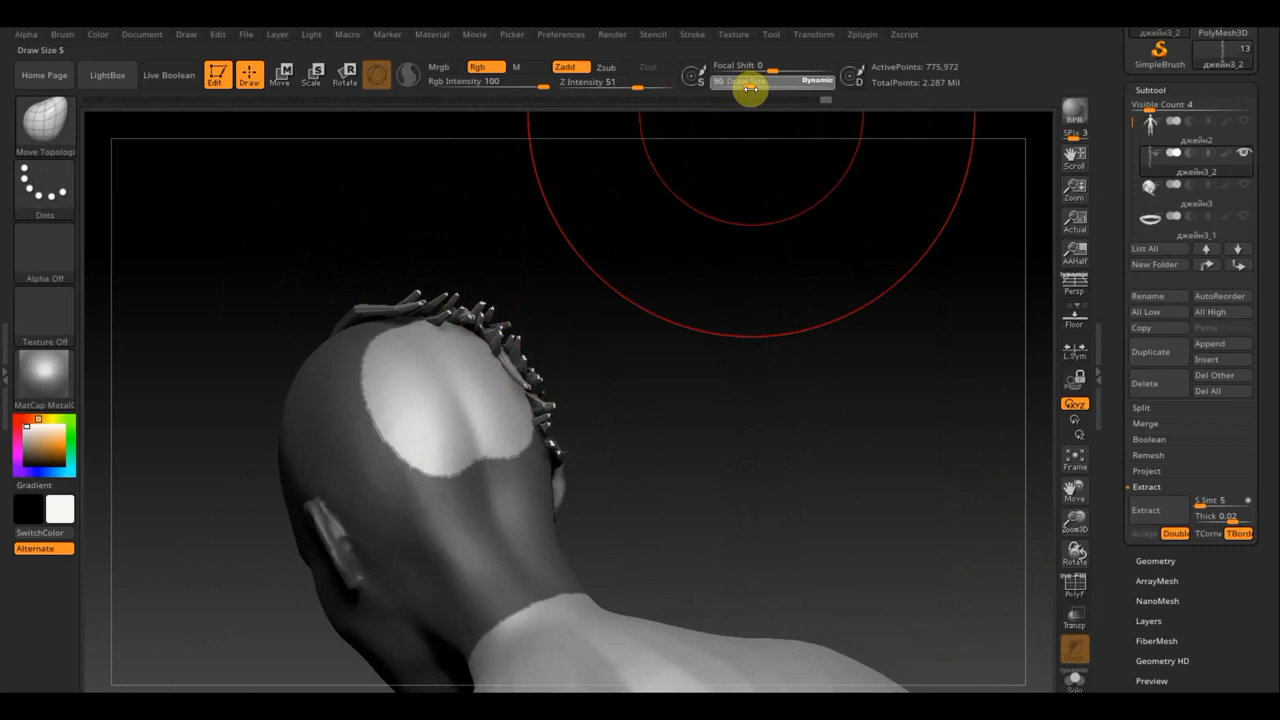 Alpha Brush Color Document Draw Edit File Layer Light Macro Marker Material Movie Picker Preferences Render Stencil Stroke Texture Tool Transform Zplugin Zscript
Draw Size S
Home Page
LightBox
Live Boolean
Edit
Draw
Move
Scale
Rotate
Mrgb
Rgb
M
Rgb Intensity 100
Zadd
Zsub
Zcut
Z Intensity 51
Focal Shift 0
Draw Size
Dynamic
S
D
ActivePoints: 775,972
TotalPoints: 2.287 Mil
Move Topologi
Dots
Alpha Off
Texture Off
MatCap MetalC
Gradient
SwitchColor
Alternate
BPR
SPix 3
Scroll
Zoom
Actual
AAHalf
Dynamic
Persp
Floor
L.Sym
XYZ
Y
Z
Frame
Move
Zoom3D
Rotate
PolyF
Transp
Dynamic
Solo
джейн3_2
PolyMesh3D
SimpleBrush
13
джейн3_2
Subtool
Visible Count 4
джейн2
джейн3_2
джейн3
джейн3_1
List All
New Folder
Rename AutoReorder
All Low All High
Copy Paste
Duplicate Append
Insert
Delete Del Other
Del All
Split
Merge
Boolean
Remesh
Project
Extract
Extract
S Smt 5
Thick 0.02
Accept Double TCorne TBorde
Geometry
ArrayMesh
NanoMesh
Layers
FiberMesh
Geometry HD
Preview